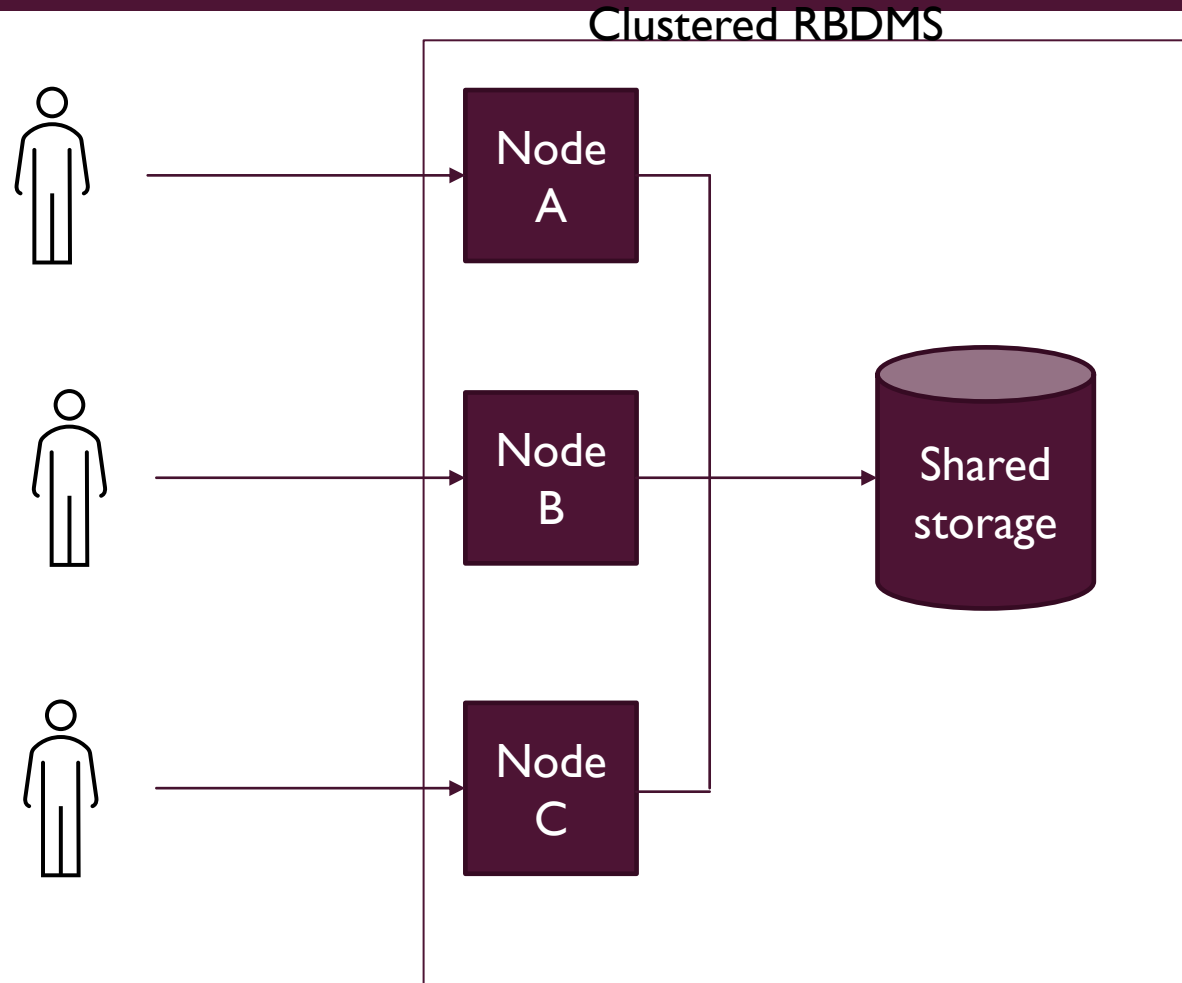 Clustered RBDMS
Node
A
Node
B
Shared
storage
Node
C